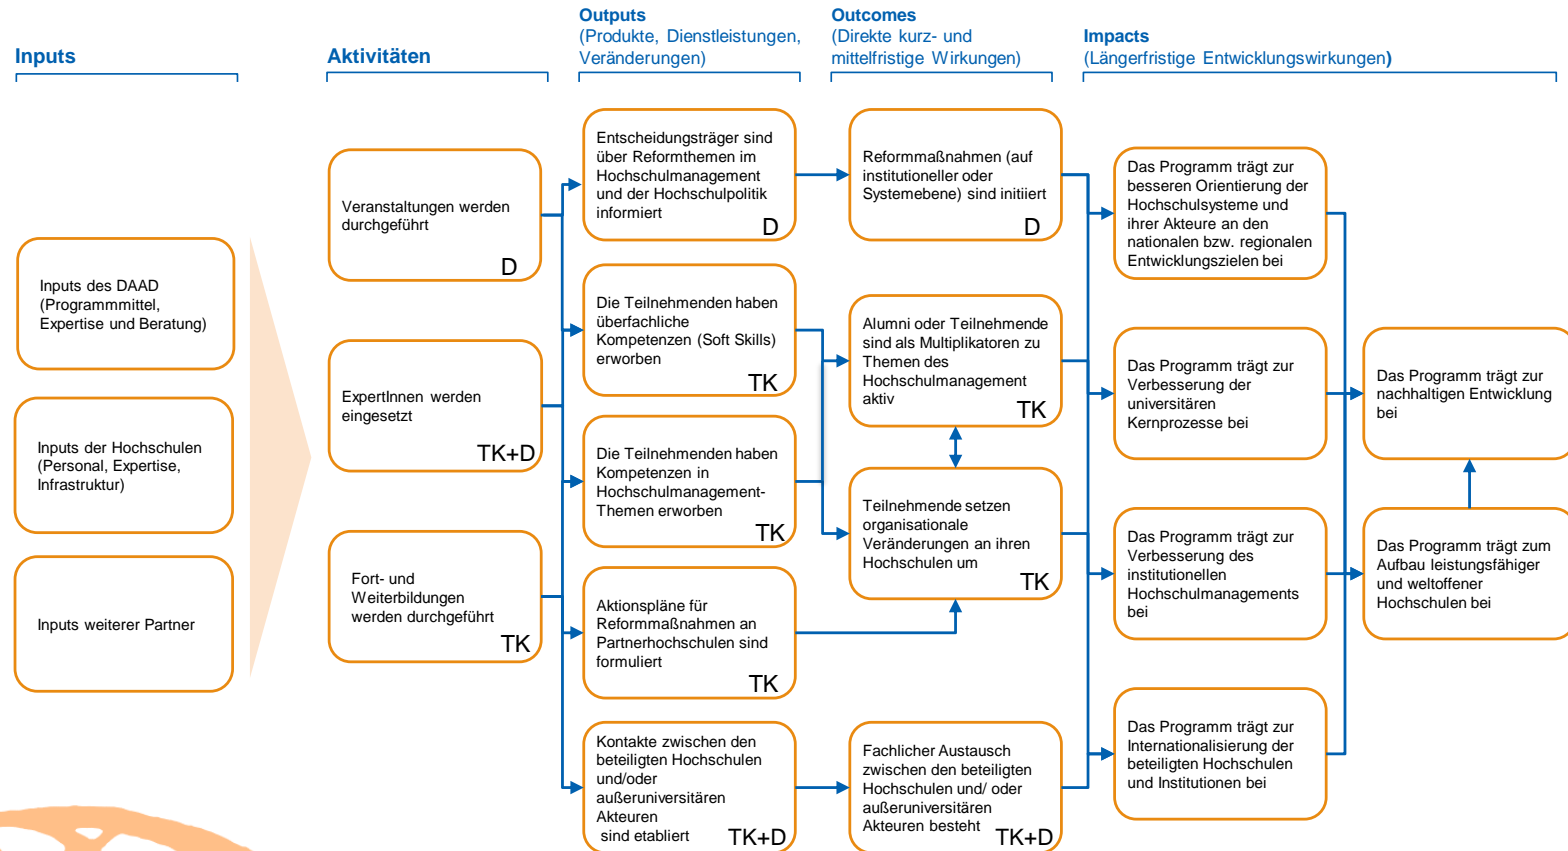 Inputs
Aktivitäten
Outputs
(Produkte, Dienstleistungen,
Veränderungen)
Outcomes
(Direkte kurz- und
mittelfristige Wirkungen)
Impacts
(Längerfristige Entwicklungswirkungen)
Inputs des DAAD
(Programmmittel,
Expertise und Beratung)
Inputs der Hochschulen
(Personal, Expertise,
Infrastruktur)
Inputs weiterer Partner
Veranstaltungen werden
durchgeführt
D
ExpertInnen werden
eingesetzt
TK+D
Fort- und
Weiterbildungen
werden durchgeführt
TK
Entscheidungsträger sind
über Reformthemen im
Hochschulmanagement
und der Hochschulpolitik
informiert
D
Die Teilnehmenden haben
überfachliche
Kompetenzen (Soft Skills)
erworben
TK
Die Teilnehmenden haben
Kompetenzen in
Hochschulmanagement-
Themen erworben
TK
Aktionspläne für
Reformmaßnahmen an
Partnerhochschulen sind
formuliert
TK
Kontakte zwischen den
beteiligten Hochschulen
und/oder
außeruniversitären
Akteuren
sind etabliert
TK+D
Reformmaßnahmen (auf
institutioneller oder
Systemebene) sind initiiert
D
Alumni oder Teilnehmende
sind als Multiplikatoren zu
Themen des
Hochschulmanagement
aktiv
TK
Teilnehmende setzen
organisationale
Veränderungen an ihren
Hochschulen um
TK
Fachlicher Austausch
zwischen den beteiligten
Hochschulen und/ oder
außeruniversitären
Akteuren besteht
TK+D
Das Programm trägt zur
besseren Orientierung der
Hochschulsysteme und
ihrer Akteure an den
nationalen bzw. regionalen
Entwicklungszielen bei
Das Programm trägt zur
Verbesserung der
universitären
Kernprozesse bei
Das Programm trägt zur
Verbesserung des
institutionellen
Hochschulmanagements
bei
Das Programm trägt zur
Internationalisierung der
beteiligten Hochschulen
und Institutionen bei
Das Programm trägt zur
nachhaltigen Entwicklung
bei
Das Programm trägt zum
Aufbau leistungsfähiger
und weltoffener
Hochschulen bei